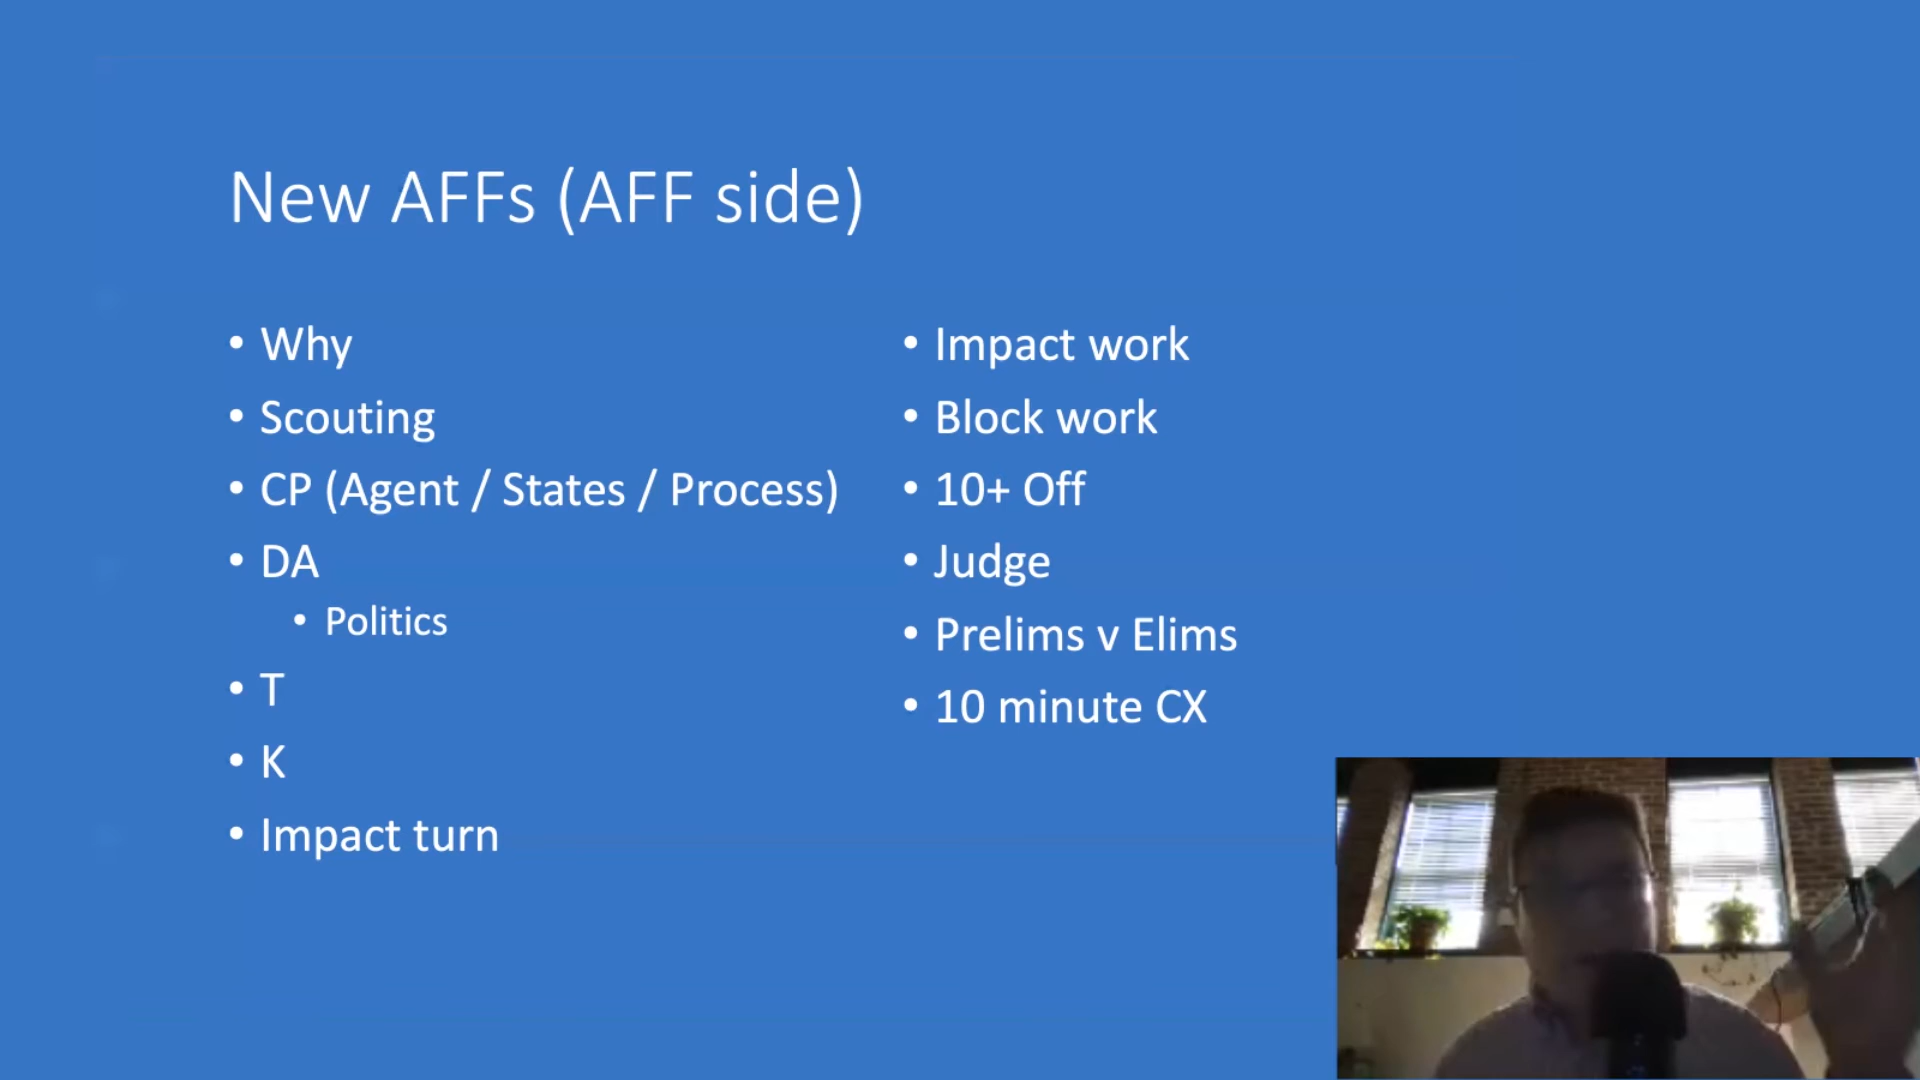 New AFFs (AFF side)
• Why
• Scouting
• CP (Agent / States / Process)
• DA
• Politics
• T
• K
• Impact turn
• Impact work
• Block work
• 10+ Off
• Judge
• Prelims v Elims
• 10 minute CX